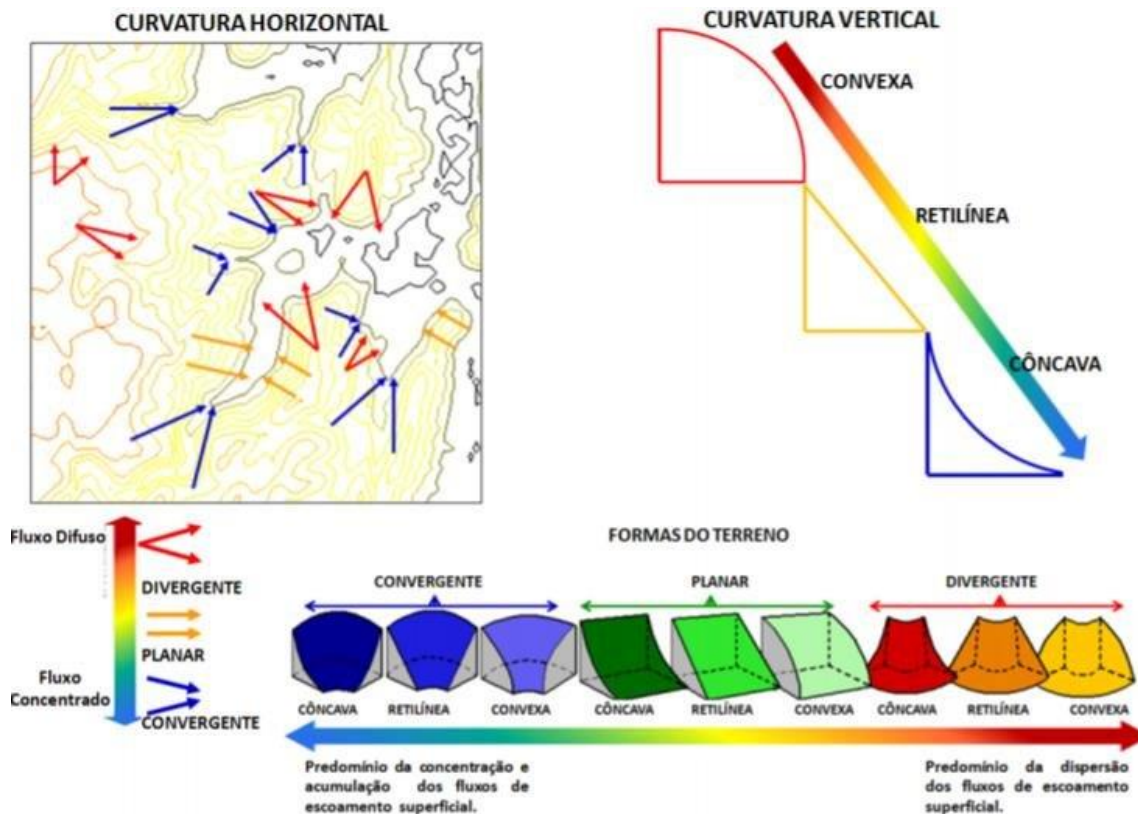 CURVATURA HORIZONTAL
CURVATURA VERTICAL
CONVEXA
RETILÍNEA
CÔNCAVA
Fluxo Difuso
DIVERGENTE
PLANAR
Fluxo
Concentrado
CONVERGENTE
FORMAS DO TERRENO
CONVERGENTE
PLANAR
DIVERGENTE
CÔNCAVA RETILÍNEA CONVEXA CÔNCAVA RETILÍNEA CONVEXA CÔNCAVA RETILÍNEA CONVEXA
Predomínio da concentração e
acumulação dos fluxos de
escoamento superficial.
Predomínio da dispersão
dos fluxos de escoamento
superficial.